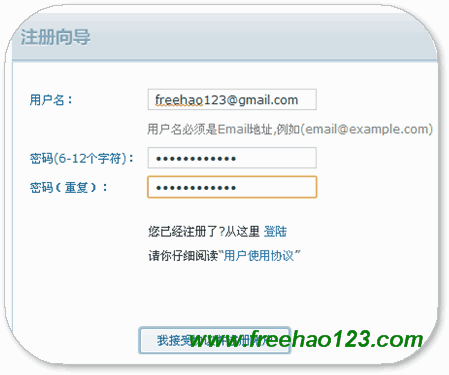 注册向导
用户名： freehao123@gmail.com
用户名必须是Email地址,例如(email@example.com)
密码(6-12个字符)： ••••••••••••
密码（重复）： ••••••••••••
您已经注册了?从这里 登陆
请你仔细阅读“用户使用协议”
我接受
www.freehao123.com